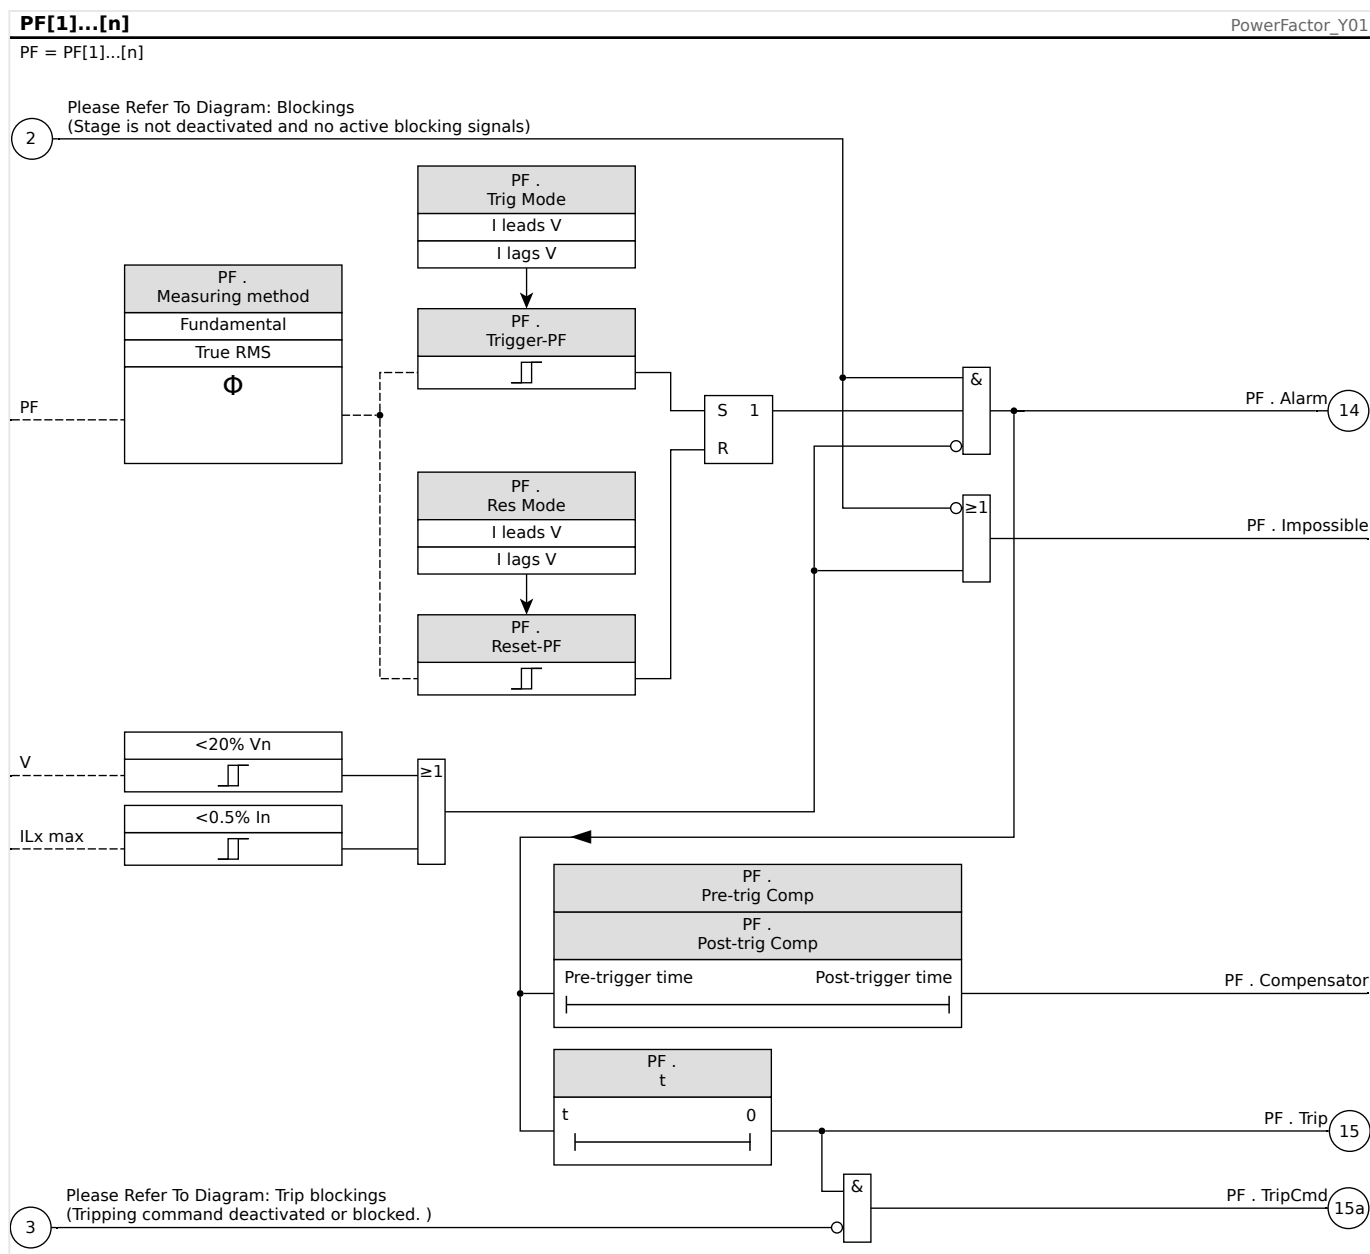 PF[1]...[n]
PowerFactor_Y01
PF = PF[1]...[n]
Please Refer To Diagram: Blockings
2
(Stage is not deactivated and no active blocking signals)
PF .
Trig Mode
I leads V
I lags V
PF .
Measuring method
Fundamental
True RMS
Φ
PF
PF .
Trigger-PF
S 1
R
&
PF . Alarm
14
PF .
Res Mode
I leads V
I lags V
≥1
PF . Impossible
PF .
Reset-PF
V
<20% Vn
≥1
ILx max
<0.5% In
PF .
Pre-trig Comp
PF .
Post-trig Comp
Pre-trigger time
Post-trigger time
PF . Compensator
PF .
t
t
0
PF . Trip
15
&
PF . TripCmd
15a
Please Refer To Diagram: Trip blockings
(Tripping command deactivated or blocked. )
3